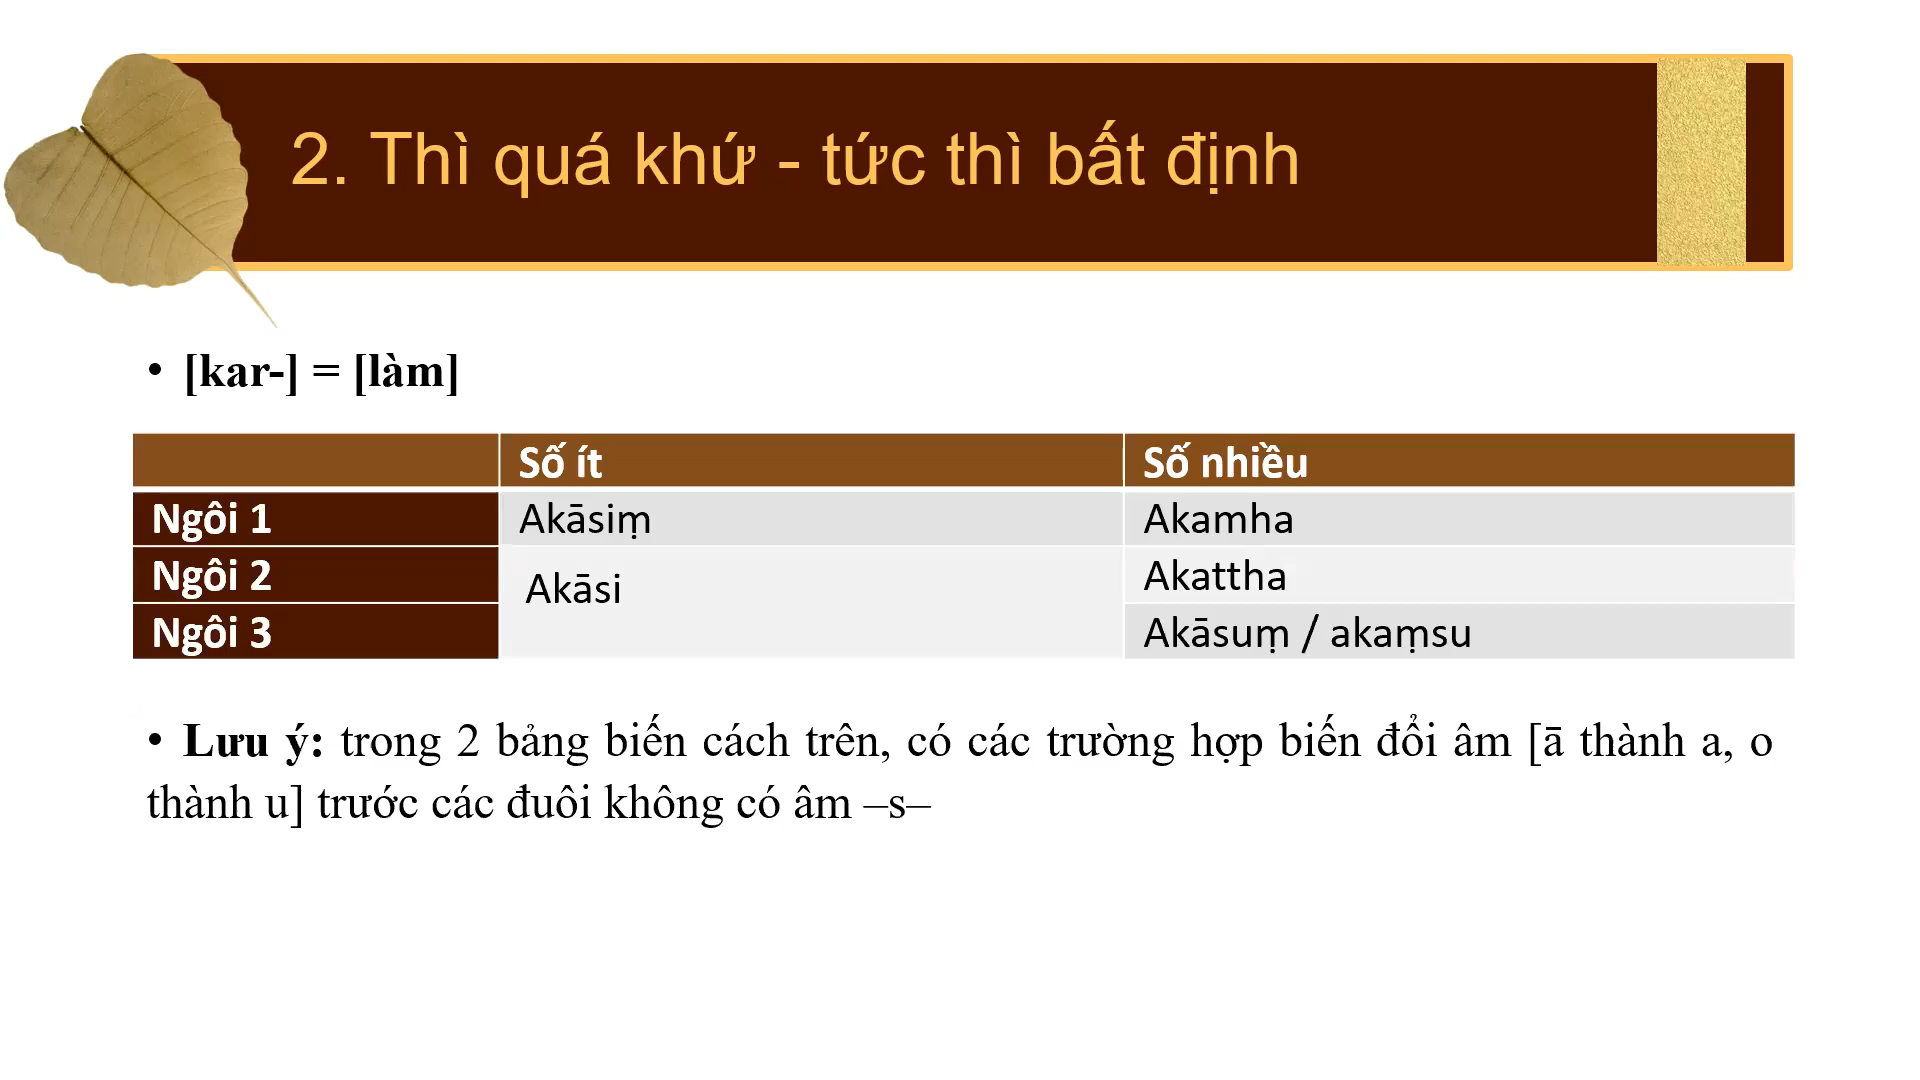 2. Thì quá khứ - tức thì bất định
• [kar-] = [làm]
Số ít Số nhiều
Ngôi 1 Akāsiṃ Akamha
Ngôi 2 Akāsi Akattha
Ngôi 3 Akāsuṃ / akaṃsu
• Lưu ý: trong 2 bảng biến cách trên, có các trường hợp biến đổi âm [ā thành a, o
thành u] trước các đuôi không có âm –s–